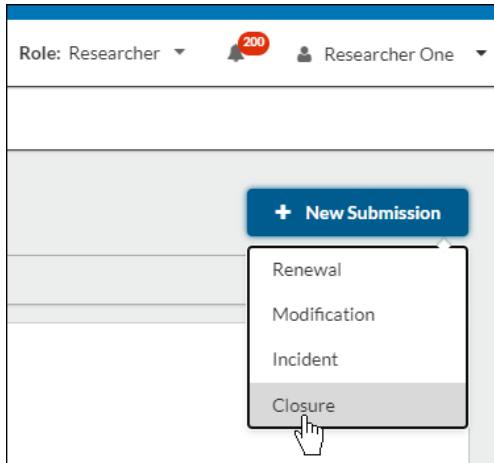 Role: Researcher 200 Researcher One
+ New Submission
Renewal
Modification
Incident
Closure